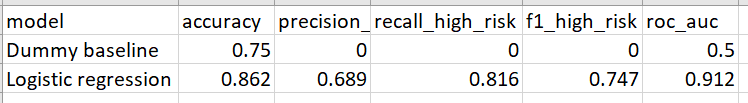 model accuracy precision_ recall_high_risk f1_high_risk roc_auc
Dummy baseline 0.75 0 0 0 0.5
Logistic regression 0.862 0.689 0.816 0.747 0.912